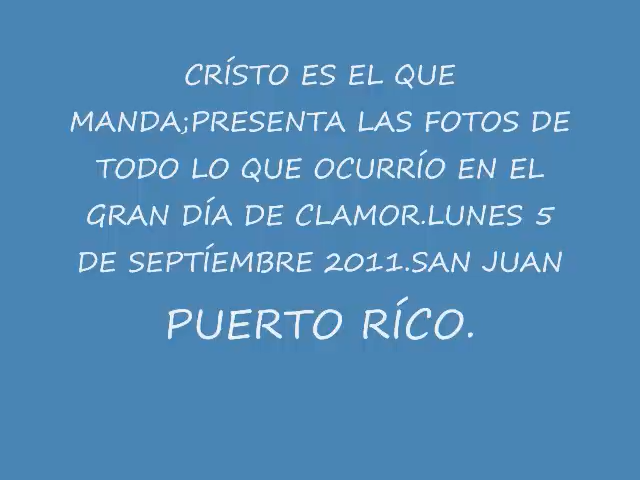 CRÍSTO ES EL QUE
MANDA;PRESENTA LAS FOTOS DE
TODO LO QUE OCURRÍO EN EL
GRAN DÍA DE CLAMOR.LUNES 5
DE SEPTÍEMBRE 2011.SAN JUAN
PUERTO RÍCO.